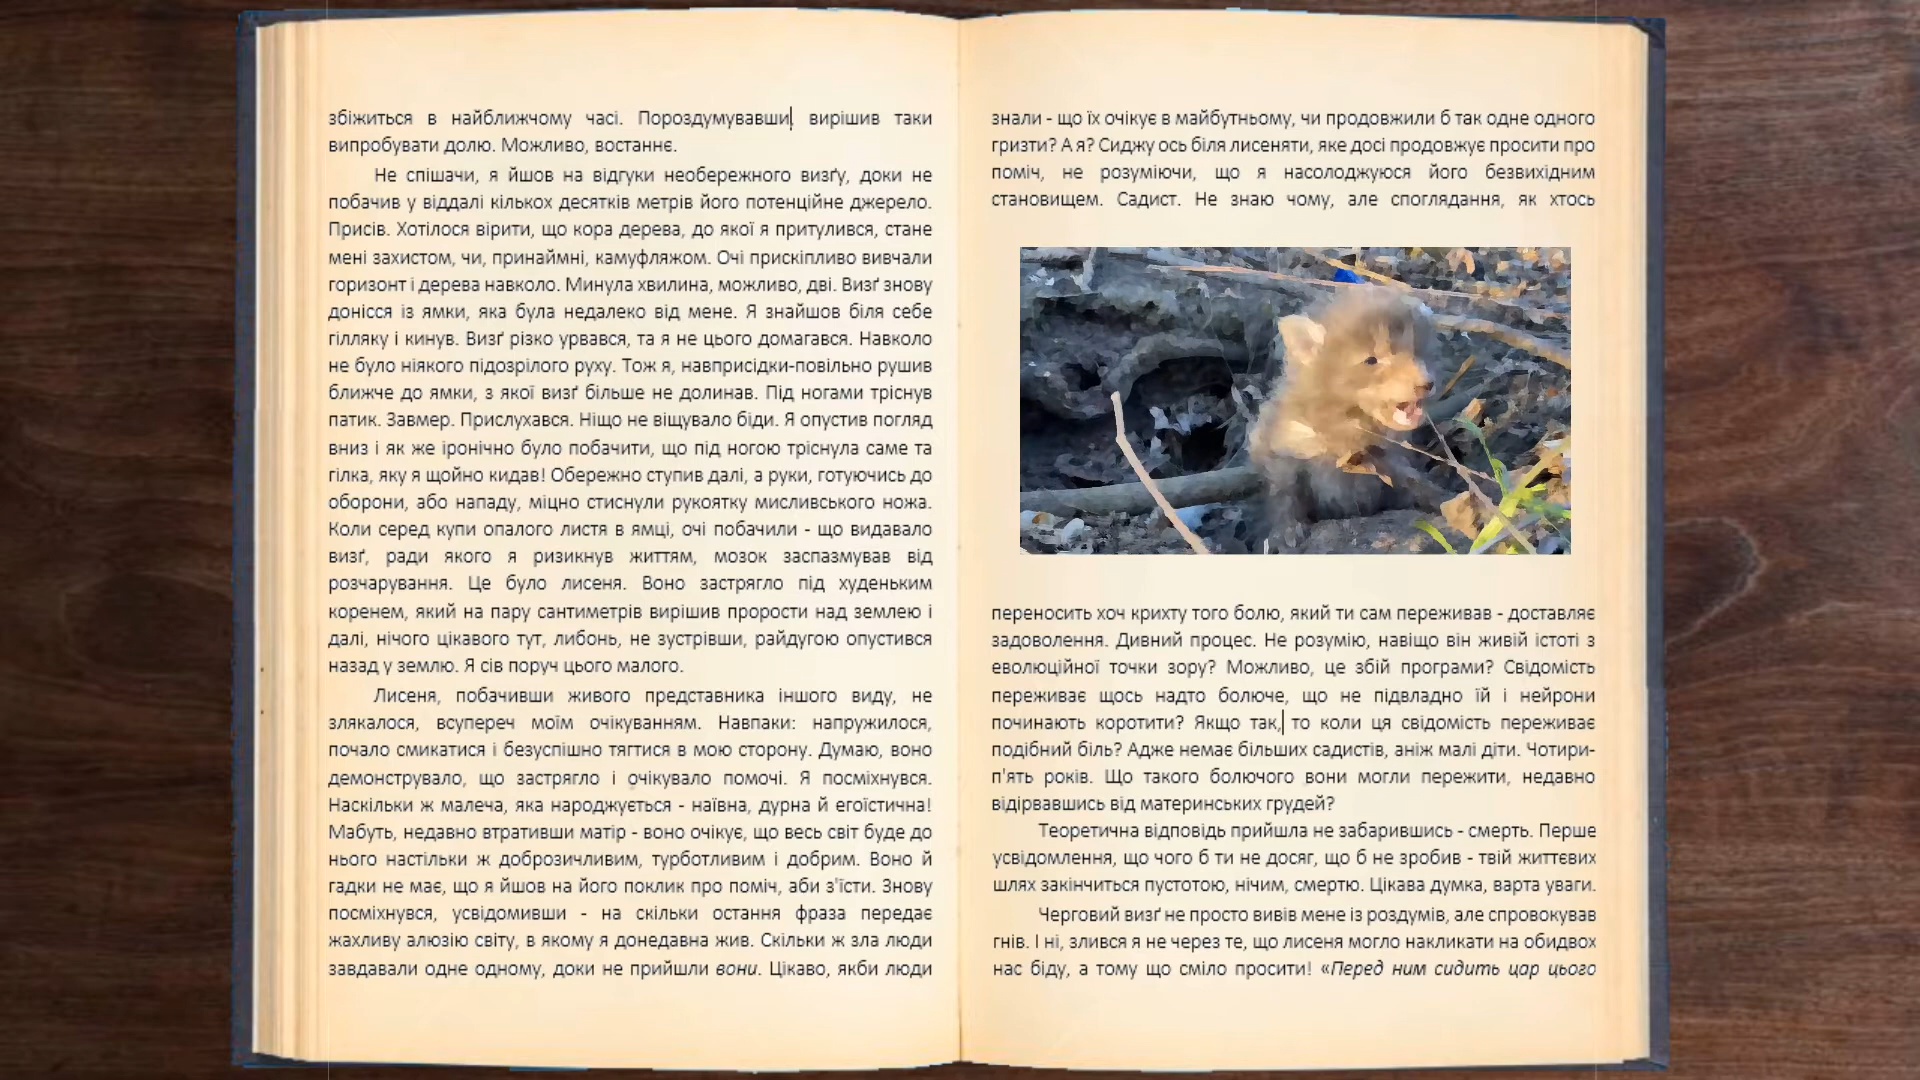 збіжиться в найближчому часі. Пороздумувавши, вирішив таки
випробувати долю. Можливо, востаннє.
Не спішачи, я йшов на відгуки необережного визґу, доки не
побачив у віддалі кількох десятків метрів його потенційне джерело.
Присів. Хотілося вірити, що кора дерева, до якої я притулився, стане
мені захистом, чи, принаймні, камуфляжом. Очі прискіпливо вивчали
горизонт і дерева навколо. Минула хвилина, можливо, дві. Визґ знову
донісся із ямки, яка була недалеко від мене. Я знайшов біля себе
гілляку і кинув. Визґ різко урвався, та я не цього домагався. Навколо
не було ніякого підозрілого руху. Тож я, навприсідки-повільно рушив
ближче до ямки, з якої визґ більше не долинав. Під ногами тріснув
патик. Завмер. Прислухався. Ніщо не віщувало біди. Я опустив погляд
вниз і як же іронічно було побачити, що під ногою тріснула саме та
гілка, яку я щойно кидав! Обережно ступив далі, а руки, готуючись до
оборони, або нападу, міцно стиснули рукоятку мисливського ножа.
Коли серед купи опалого листя в ямці, очі побачили - що видавало
визґ, ради якого я ризикнув життям, мозок заспазмував від
розчарування. Це було лисеня. Воно застрягло під худеньким
коренем, який на пару сантиметрів вирішив прорости над землею і
далі, нічого цікавого тут, либонь, не зустрівши, райдугою опустився
назад у землю. Я сів поруч цього малого.
Лисеня, побачивши живого представника іншого виду, не
злякалося, всупереч моїм очікуванням. Навпаки: напружилося,
почало смикатися і безуспішно тягтися в мою сторону. Думаю, воно
демонструвало, що застрягло і очікувало помочі. Я посміхнувся.
Наскільки ж малеча, яка народжується - наївна, дурна й егоїстична!
Мабуть, недавно втративши матір - воно очікує, що весь світ буде до
нього настільки ж доброзичливим, турботливим і добрим. Воно й
гадки не має, що я йшов на його поклик про поміч, аби з'їсти. Знову
посміхнувся, усвідомивши - на скільки остання фраза передає
жахливу алюзію світу, в якому я донедавна жив. Скільки ж зла люди
завдавали одне одному, доки не прийшли вони. Цікаво, якби люди
знали - що їх очікує в майбутньому, чи продовжили б так одне одного
гризти? А я? Сиджу ось біля лисеняти, яке досі продовжує просити про
поміч, не розуміючи, що я насолоджуюся його безвихідним
становищем. Садист. Не знаю чому, але споглядання, як хтось
переносить хоч крихту того болю, який ти сам переживав - доставляє
задоволення. Дивний процес. Не розумію, навіщо він живій істоті з
еволюційної точки зору? Можливо, це збій програми? Свідомість
переживає щось надто болюче, що не підвладно їй і нейрони
починають коротити? Якщо так, то коли ця свідомість переживає
подібний біль? Адже немає більших садистів, аніж малі діти. Чотири-
п'ять років. Що такого болючого вони могли пережити, недавно
відірвавшись від материнських грудей?
Теоретична відповідь прийшла не забарившись - смерть. Перше
усвідомлення, що чого б ти не досяг, що б не зробив - твій життєвих
шлях закінчиться пустотою, нічим, смертю. Цікава думка, варта уваги.
Черговий визґ не просто вивів мене із роздумів, але спровокував
гнів. І ні, злився я не через те, що лисеня могло накликати на обидвох
нас біду, а тому що сміло просити! «Перед ним сидить цар цього